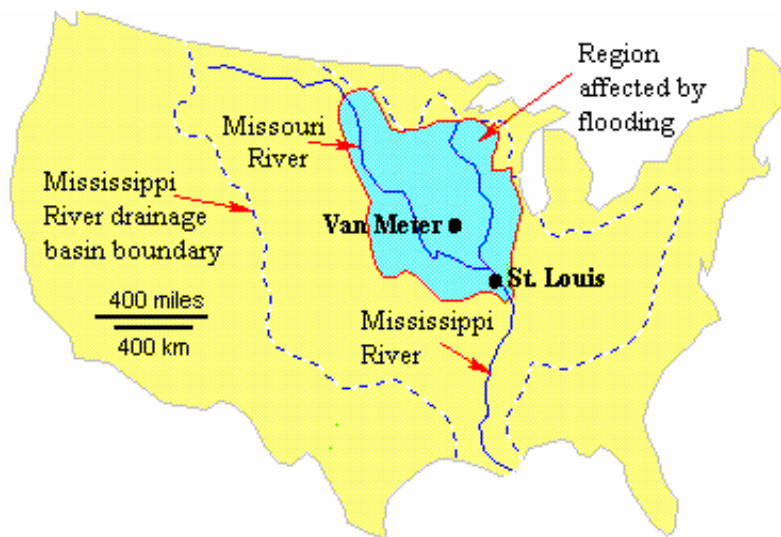 Region
affected by
flooding
Missouri
River
Mississippi
River drainage
basin boundary
Van Meter
St. Louis
400 miles
400 km
Mississippi
River